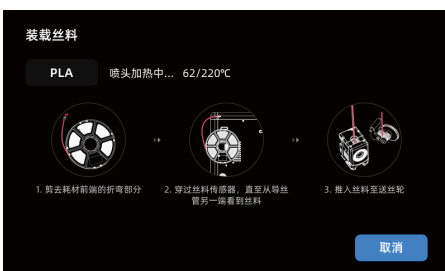 装载丝料
PLA 喷头加热中... 62/220℃
1. 剪去耗材前端的折弯部分
2. 穿过丝料传感器，直至从导丝
管另一端看到丝料
3. 推入丝料至送丝轮
取消